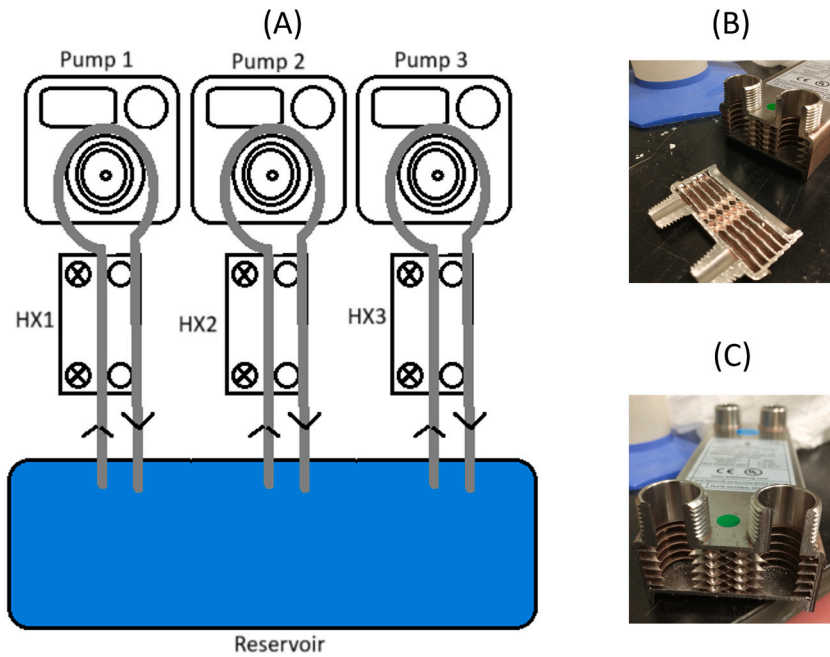 (A)
(B)
Pump 1
Pump 2
Pump 3
HX1
HX2
HX3
(C)
Reservoir